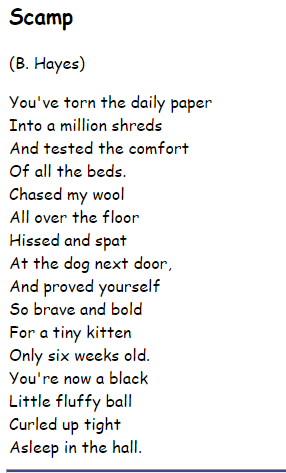 Scamp
(B. Hayes)
You've torn the daily paper
Into a million shreds
And tested the comfort
Of all the beds.
Chased my wool
All over the floor
Hissed and spat
At the dog next door,
And proved yourself
So brave and bold
For a tiny kitten
Only six weeks old.
You're now a black
Little fluffy ball
Curled up tight
Asleep in the hall.